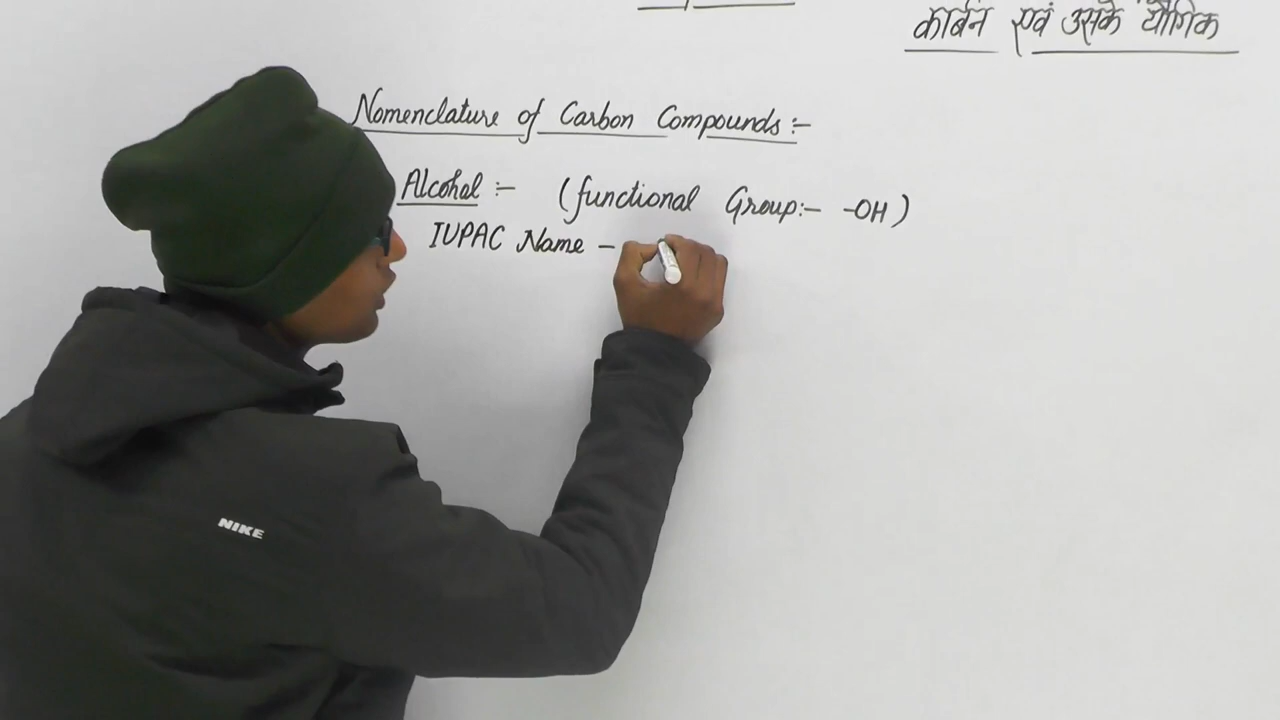 कार्बन एवं उसके यौगिक
Nomenclature of Carbon Compounds :-
Alcohol :- (functional Group:- -OH)
IUPAC Name -
NIKE